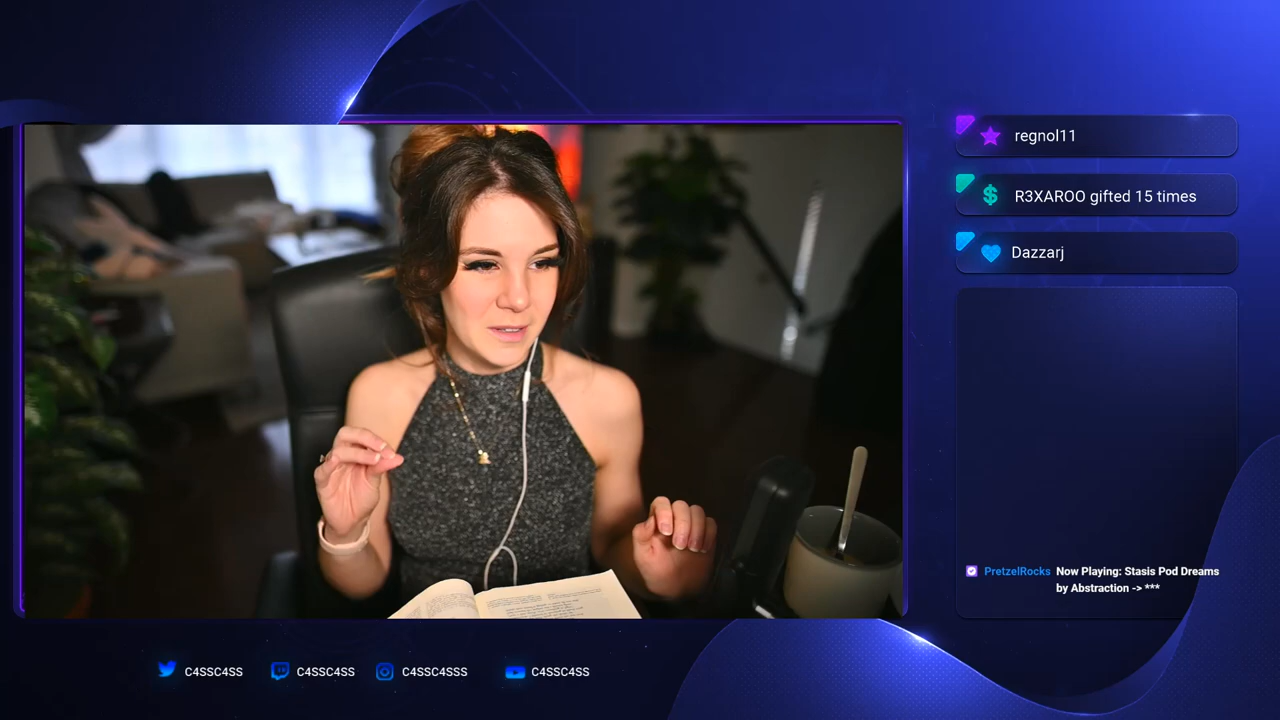 regnol11
R3XAROO gifted 15 times
Dazzarj
PretzelRocks Now Playing: Stasis Pod Dreams
by Abstraction -> ***
C4SSC4SS C4SSC4SS C4SSC4SSS C4SSC4SS